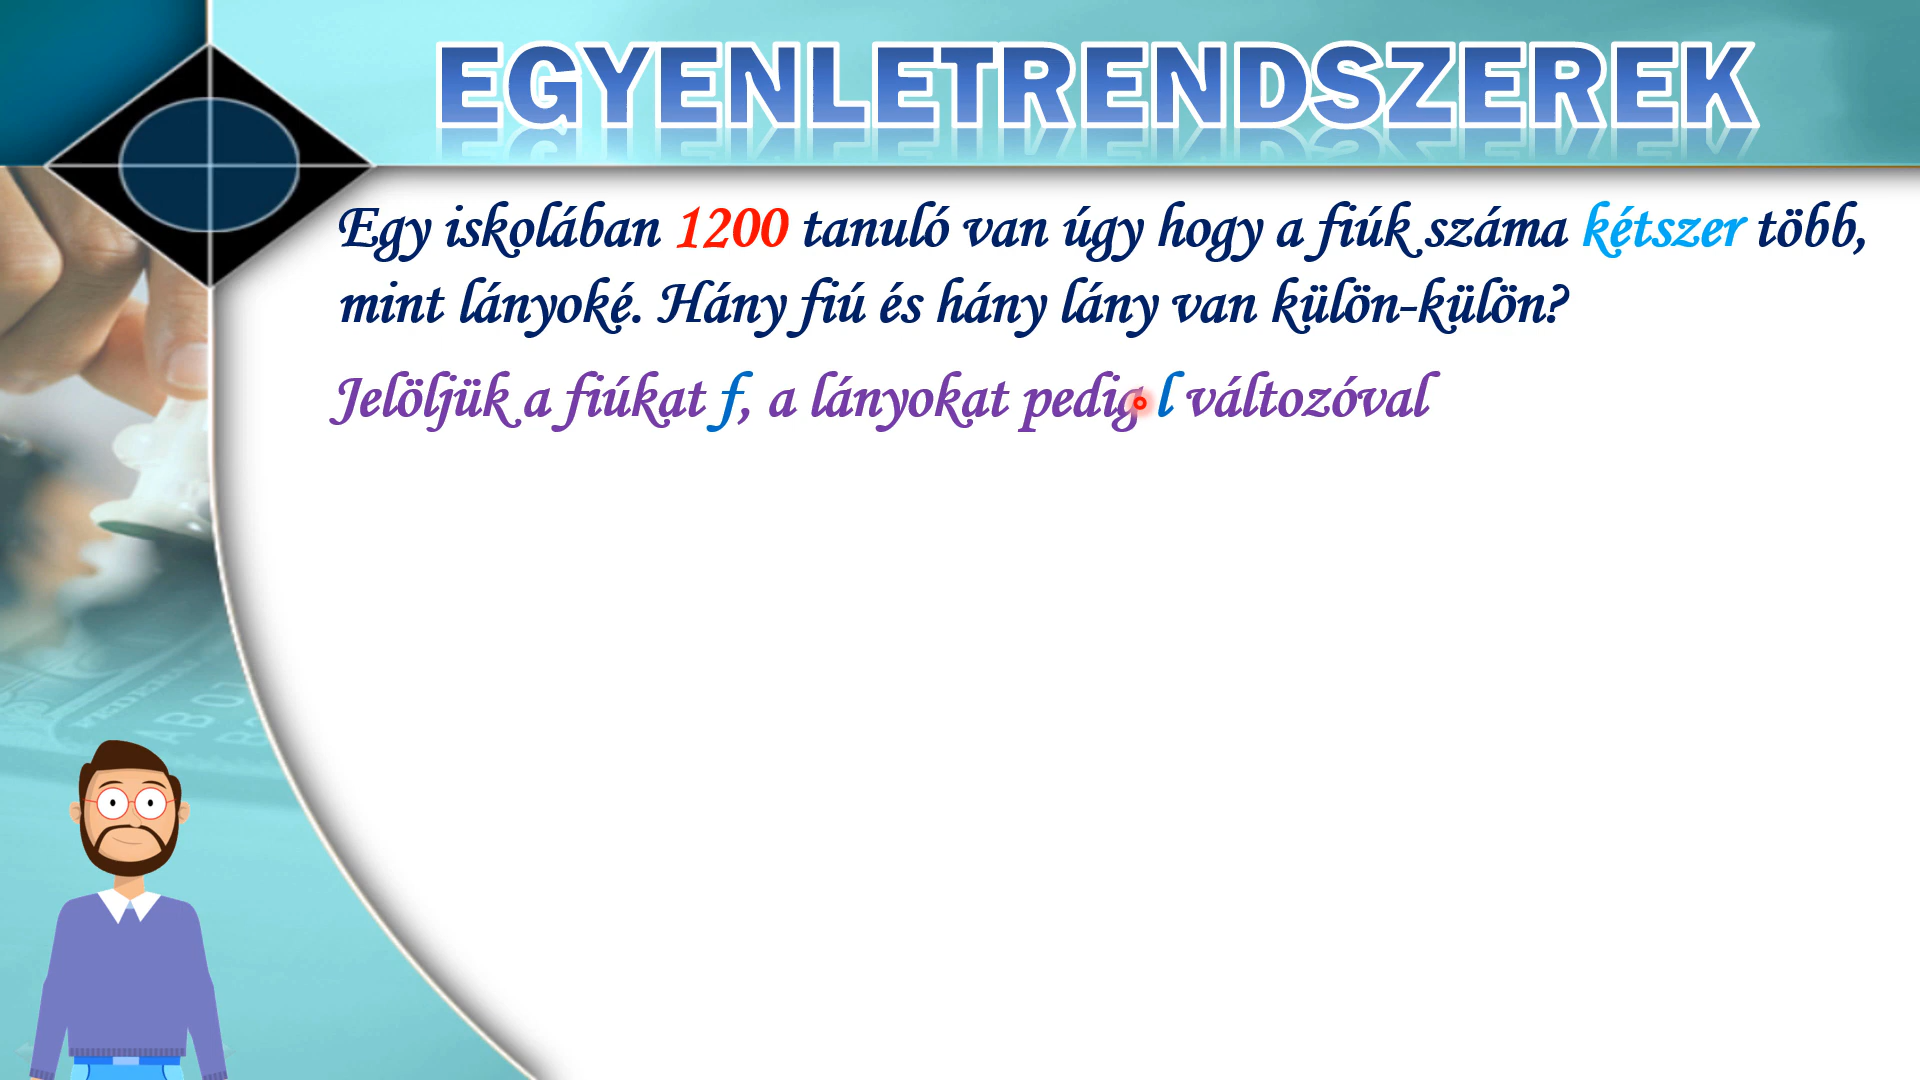 EGYENLETRENDSZEREK
Egy iskolában 1200 tanuló van úgy hogy a fiúk száma kétszer több,
mint lányoké. Hány fiú és hány lány van külön-külön?
Jelöljük a fiúkat f, a lányokat pedig l változóval